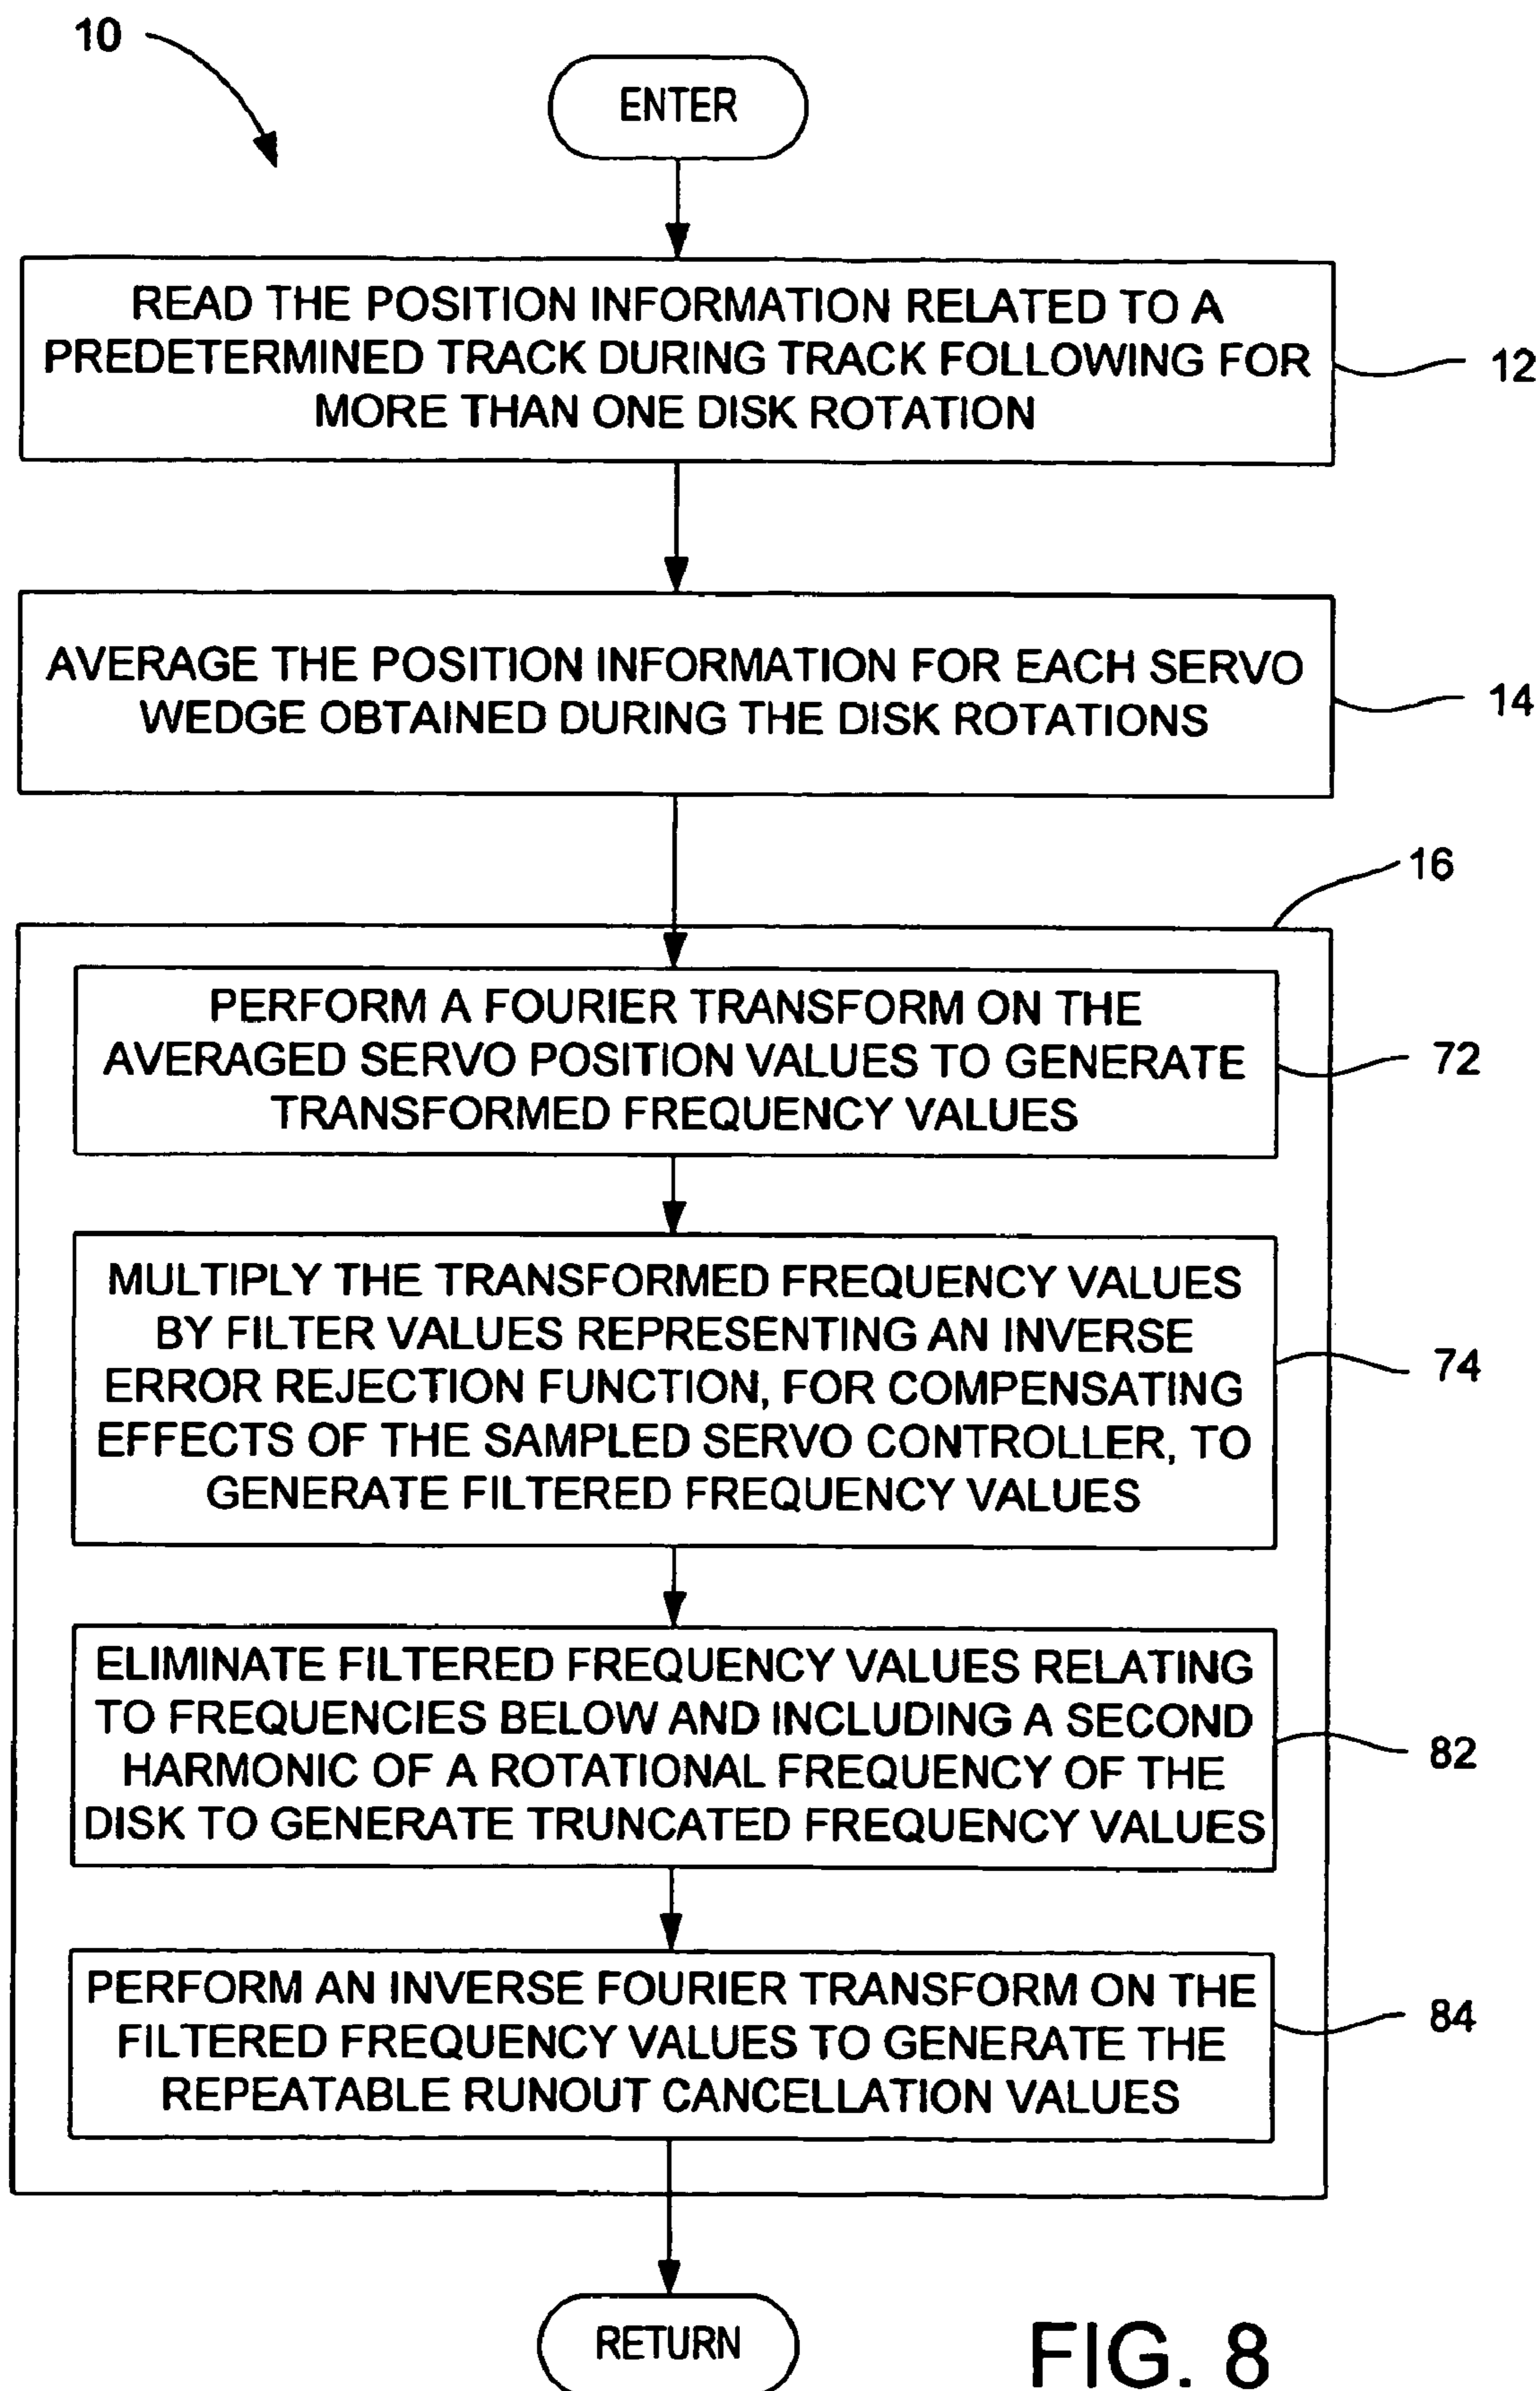 10
ENTER
READ THE POSITION INFORMATION RELATED TO A
PREDETERMINED TRACK DURING TRACK FOLLOWING FOR
MORE THAN ONE DISK ROTATION
12
AVERAGE THE POSITION INFORMATION FOR EACH SERVO
WEDGE OBTAINED DURING THE DISK ROTATIONS
14
16
PERFORM A FOURIER TRANSFORM ON THE
AVERAGED SERVO POSITION VALUES TO GENERATE
TRANSFORMED FREQUENCY VALUES
72
MULTIPLY THE TRANSFORMED FREQUENCY VALUES
BY FILTER VALUES REPRESENTING AN INVERSE
ERROR REJECTION FUNCTION, FOR COMPENSATING
EFFECTS OF THE SAMPLED SERVO CONTROLLER, TO
GENERATE FILTERED FREQUENCY VALUES
74
ELIMINATE FILTERED FREQUENCY VALUES RELATING
TO FREQUENCIES BELOW AND INCLUDING A SECOND
HARMONIC OF A ROTATIONAL FREQUENCY OF THE
DISK TO GENERATE TRUNCATED FREQUENCY VALUES
82
PERFORM AN INVERSE FOURIER TRANSFORM ON THE
FILTERED FREQUENCY VALUES TO GENERATE THE
REPEATABLE RUNOUT CANCELLATION VALUES
84
RETURN
FIG. 8